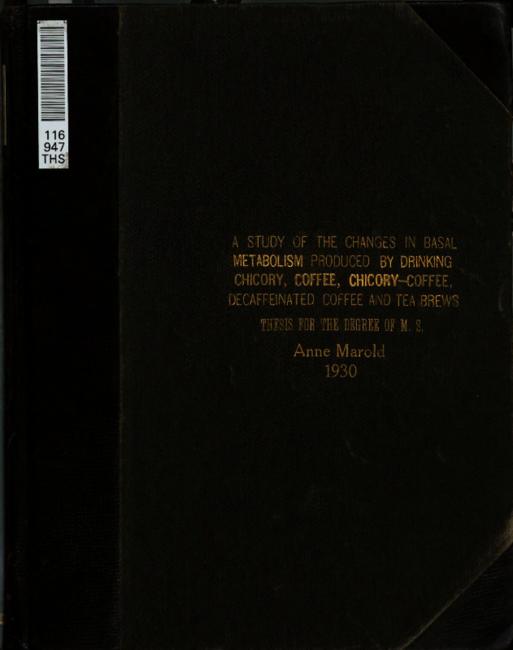 116
947
THS
A STUDY OF THE CHANGES IN BASAL
METABOLISM PRODUCED BY DRINKING
CHICORY, COFFEE, CHICORY-COFFEE,
DECAFFEINATED COFFEE AND TEA BREWS
THESIS FOR THE DEGREE OF M. S.
Anne Marold
1930